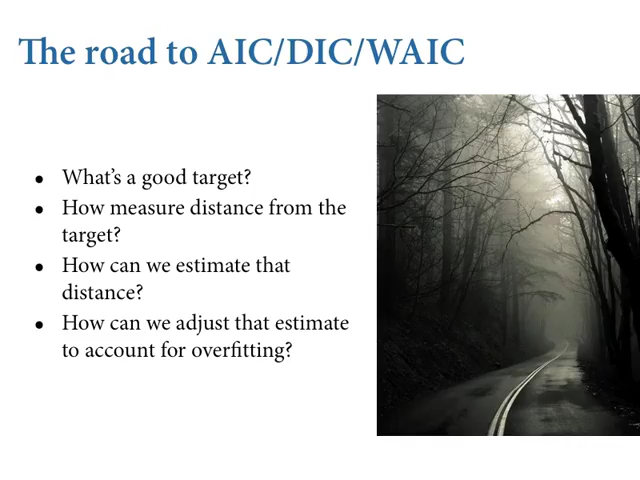 The road to AIC/DIC/WAIC
• What's a good target?
• How measure distance from the
target?
• How can we estimate that
distance?
• How can we adjust that estimate
to account for overfitting?